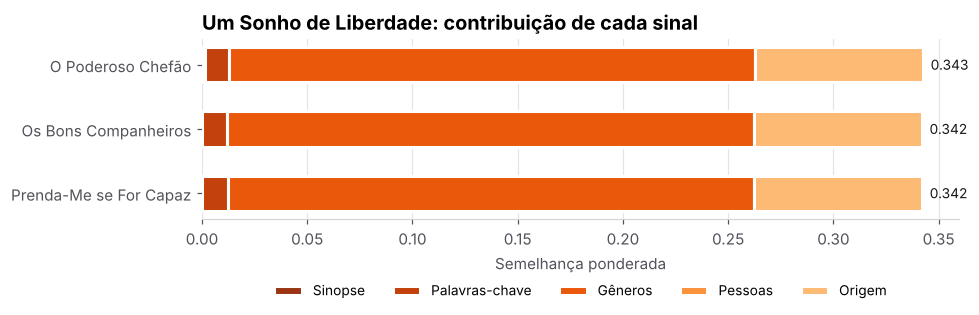 Um Sonho de Liberdade: contribuição de cada sinal
O Poderoso Chefão
0.343
Os Bons Companheiros
0.342
Prenda-Me se For Capaz
0.342
0.00 0.05 0.10 0.15 0.20 0.25 0.30 0.35
Semelhança ponderada
Sinopse Palavras-chave Gêneros Pessoas Origem